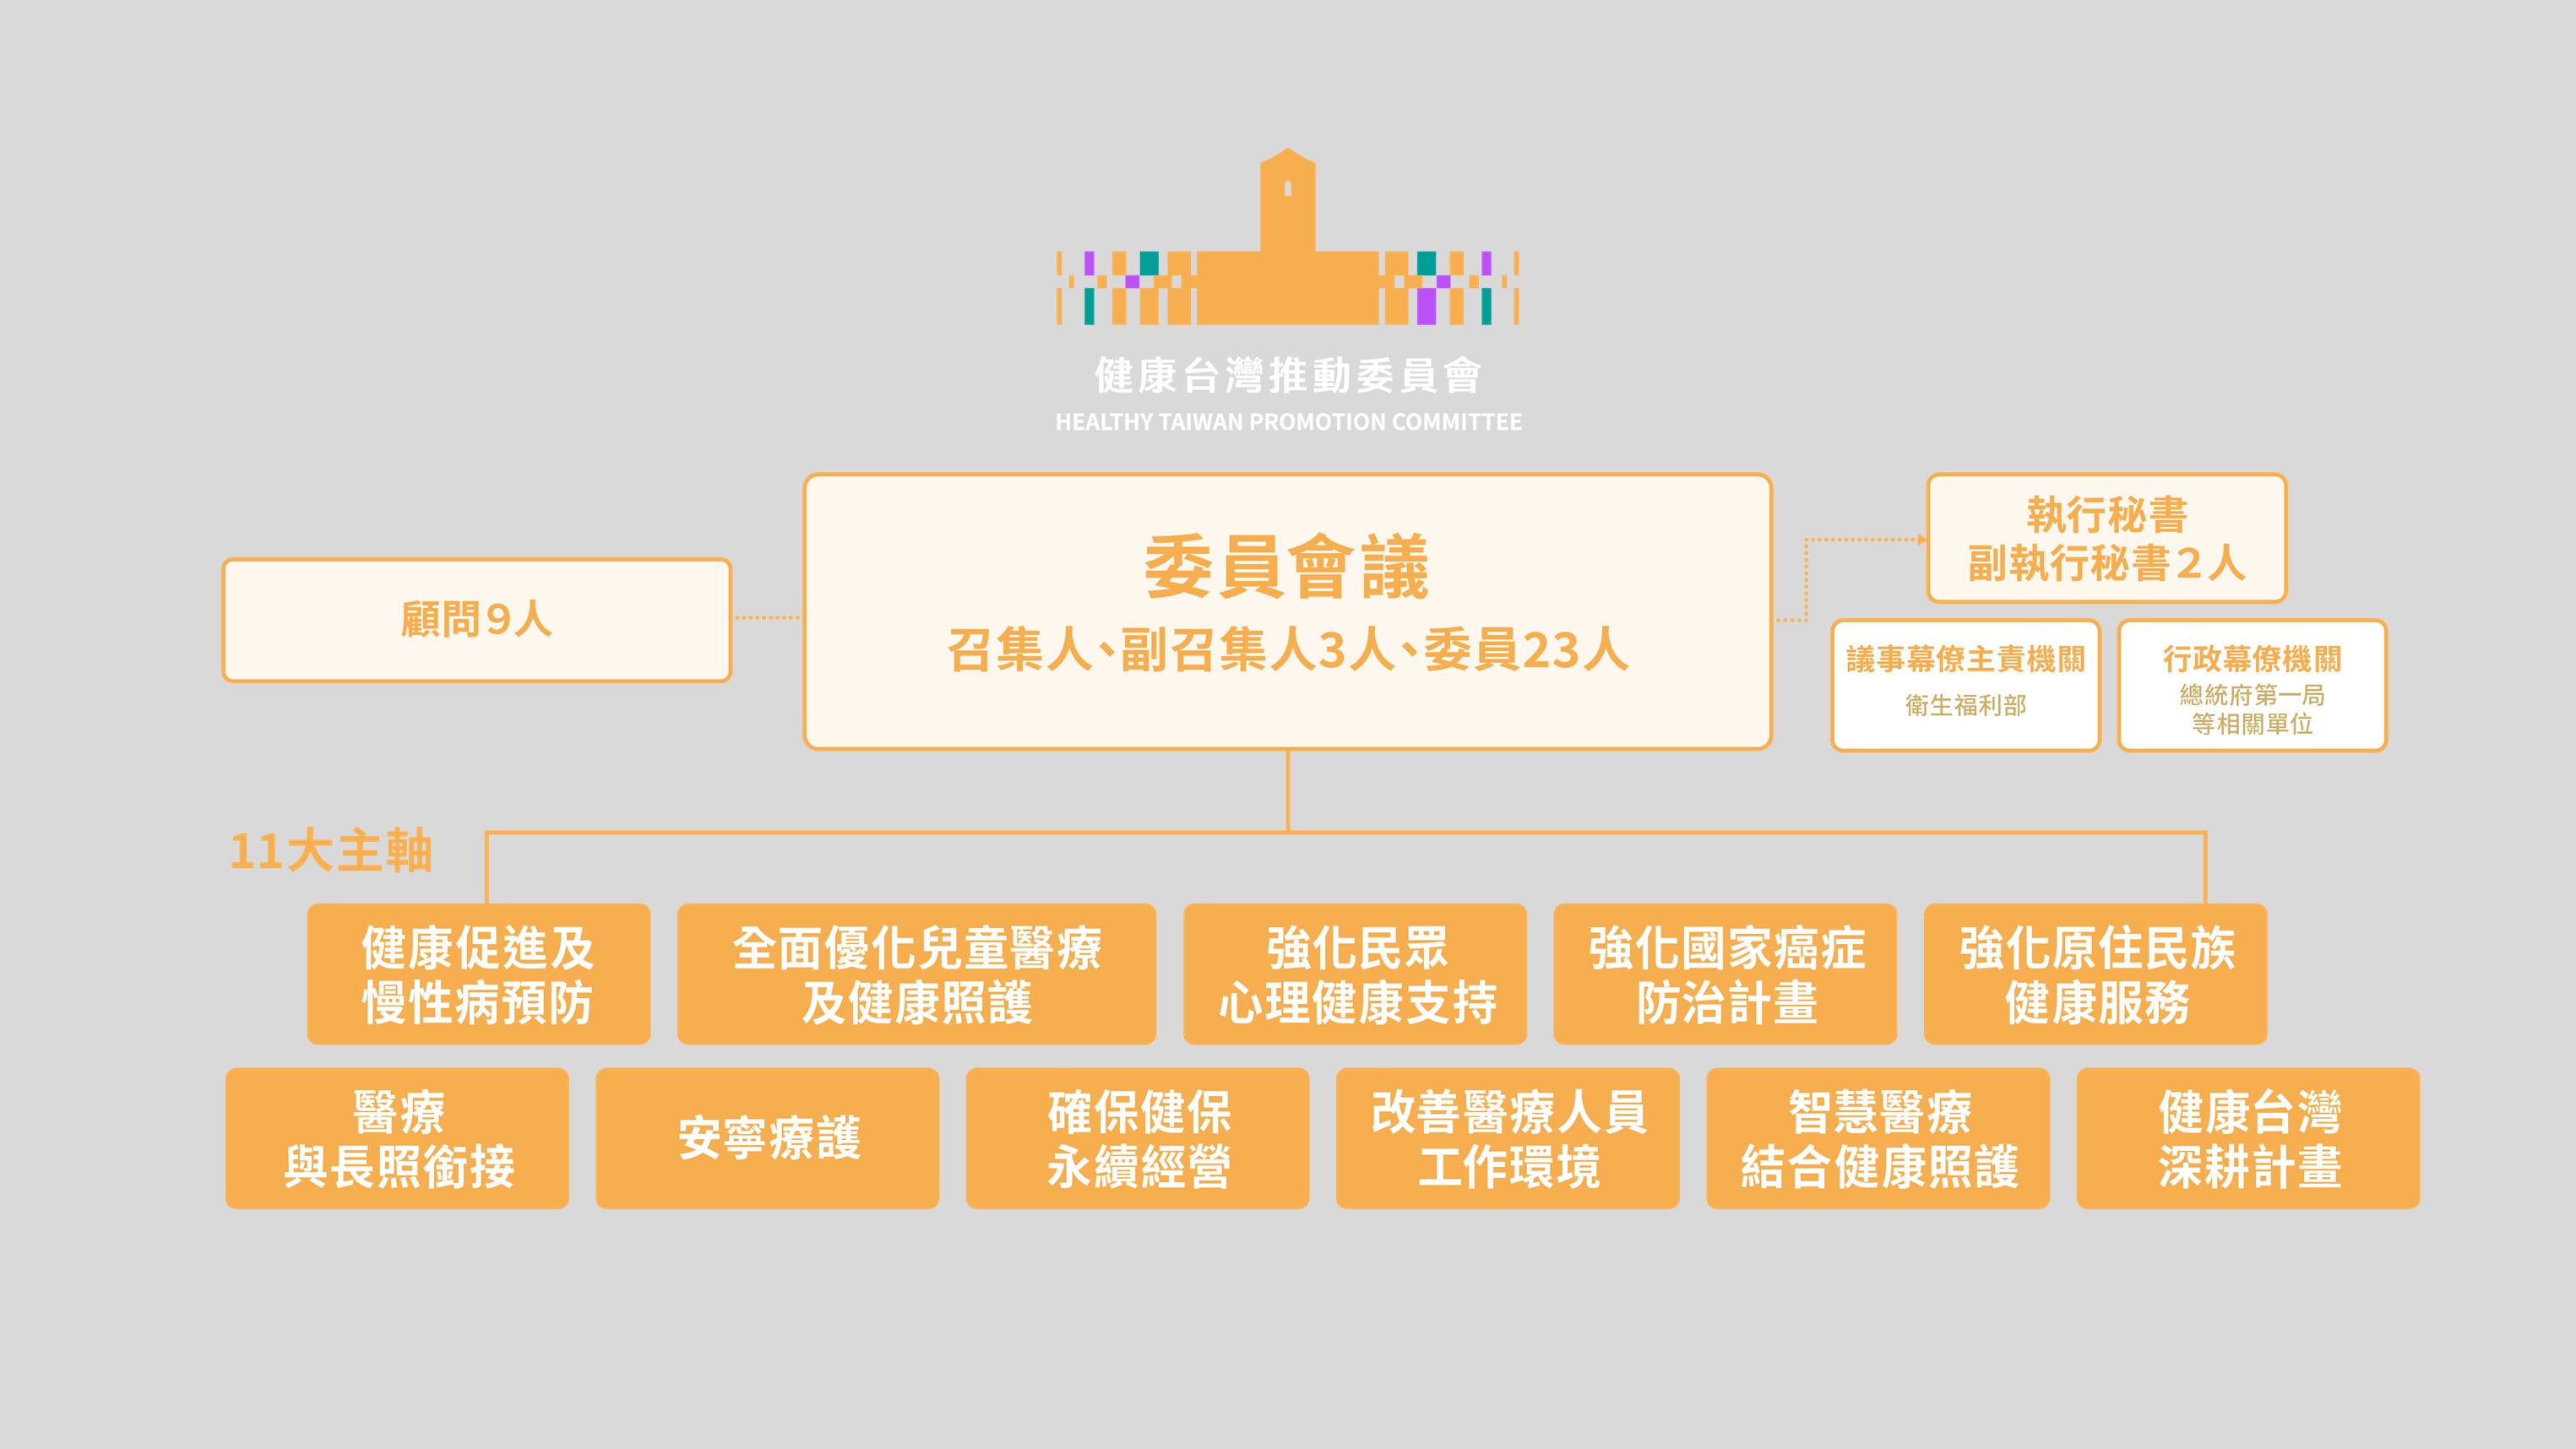 健康台灣推動委員會
HEALTHY TAIWAN PROMOTION COMMITTEE
委員會議
召集人、副召集人3人、委員23人
顧問9人
執行秘書
副執行秘書2人
議事幕僚主責機關
衛生福利部
行政幕僚機關
總統府第一局
等相關單位
11大主軸
健康促進及
慢性病預防
全面優化兒童醫療
及健康照護
強化民眾
心理健康支持
強化國家癌症
防治計畫
強化原住民族
健康服務
醫療
與長照銜接
安寧療護
確保健保
永續經營
改善醫療人員
工作環境
智慧醫療
結合健康照護
健康台灣
深耕計畫